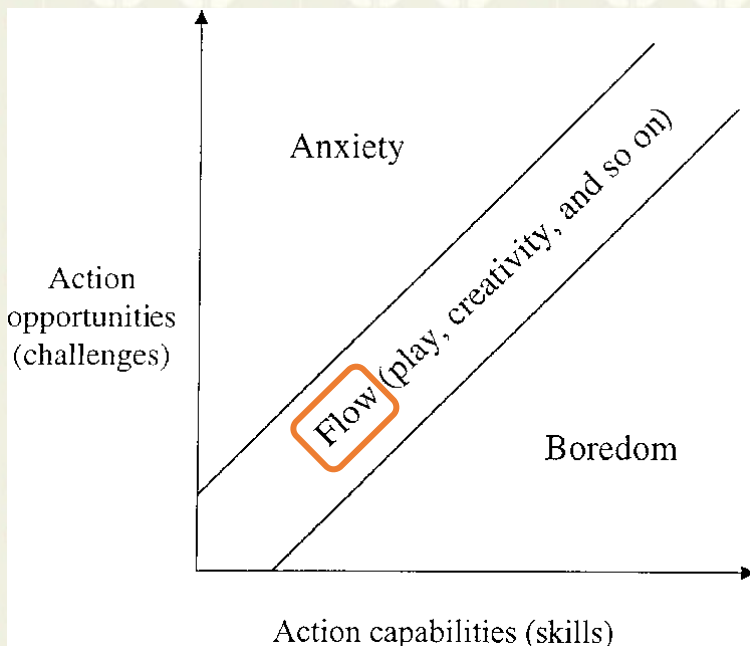 Anxiety
Action
opportunities
(challenges)
Flow (play, creativity, and so on)
Boredom
Action capabilities (skills)